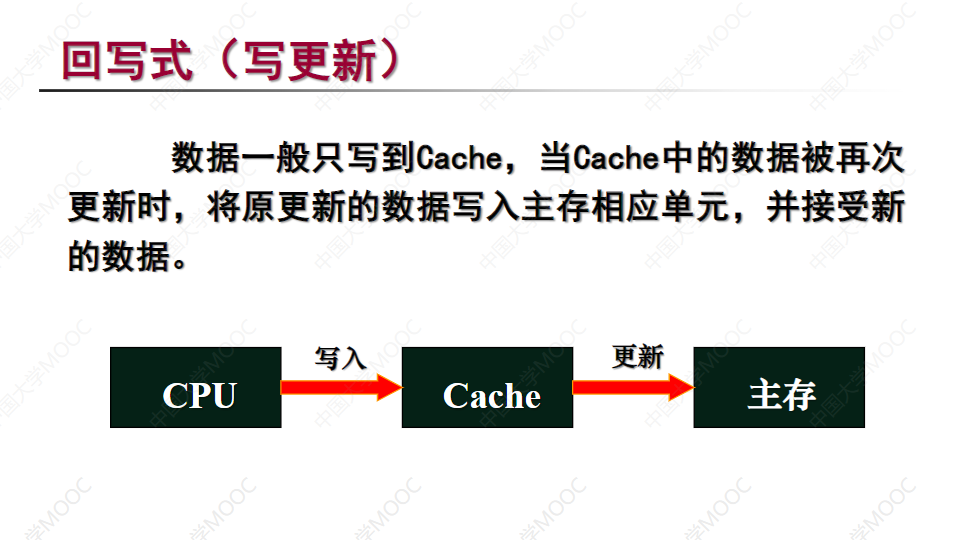 回写式（写更新）
数据一般只写到Cache，当Cache中的数据被再次
更新时，将原更新的数据写入主存相应单元，并接受新
的数据。
CPU
写入
Cache
更新
主存
中国大学MOOC